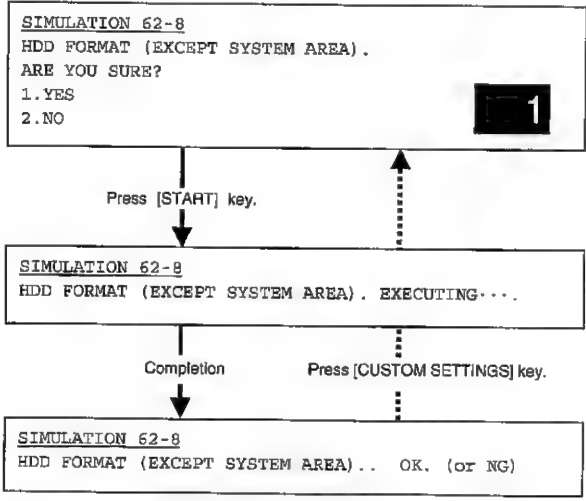 SIMULATION 62-8
HDD FORMAT (EXCEPT SYSTEM AREA).
ARE YOU SURE?
1.YES
2.NO
1
Press [START] key.
SIMULATION 62-8
HDD FORMAT (EXCEPT SYSTEM AREA). EXECUTING····.
Completion
Press [CUSTOM SETTINGS] key.
SIMULATION 62-8
HDD FORMAT (EXCEPT SYSTEM AREA).. OK. (or NG)